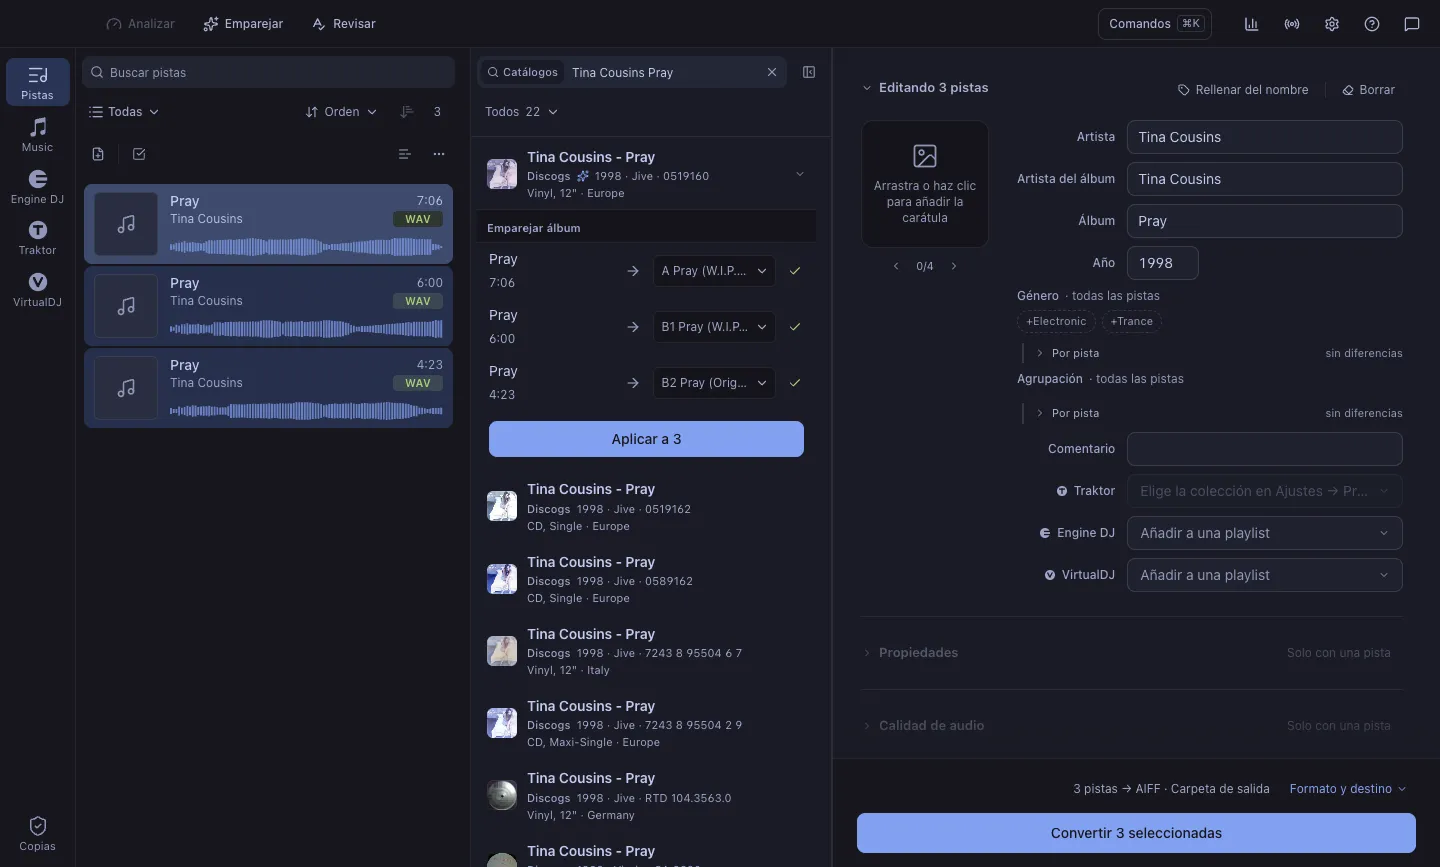 Analizar
Emparejar
Revisar
Comandos ⌘K
Pistas
Music
Engine DJ
Traktor
VirtualDJ
Copias
Buscar pistas
Todas
Orden
3
Pray 7:06
Tina Cousins WAV
Pray 6:00
Tina Cousins WAV
Pray 4:23
Tina Cousins WAV
Catálogos Tina Cousins Pray
Todos 22
Tina Cousins - Pray
Discogs 1998 · Jive · 0519160
Vinyl, 12" · Europe
Emparejar álbum
Pray
7:06
→ A Pray (W.I.P....
Pray
6:00
→ B1 Pray (W.I.P...
Pray
4:23
→ B2 Pray (Orig...
Aplicar a 3
Tina Cousins - Pray
Discogs 1998 · Jive · 0519162
CD, Single · Europe
Tina Cousins - Pray
Discogs 1998 · Jive · 0589162
CD, Single · Europe
Tina Cousins - Pray
Discogs 1998 · Jive · 7243 8 95504 6 7
Vinyl, 12" · Italy
Tina Cousins - Pray
Discogs 1998 · Jive · 7243 8 95504 2 9
CD, Maxi-Single · Europe
Tina Cousins - Pray
Discogs 1998 · Jive · RTD 104.3563.0
Vinyl, 12" · Germany
Tina Cousins - Pray
Editando 3 pistas
Rellenar del nombre
Borrar
Arrastra o haz clic
para añadir la
carátula
0/4
Artista Tina Cousins
Artista del álbum Tina Cousins
Álbum Pray
Año 1998
Género · todas las pistas
+Electronic +Trance
Por pista sin diferencias
Agrupación · todas las pistas
Por pista sin diferencias
Comentario
Traktor Elige la colección en Ajustes → Pr...
Engine DJ Añadir a una playlist
VirtualDJ Añadir a una playlist
Propiedades Solo con una pista
Calidad de audio Solo con una pista
3 pistas → AIFF · Carpeta de salida Formato y destino
Convertir 3 seleccionadas